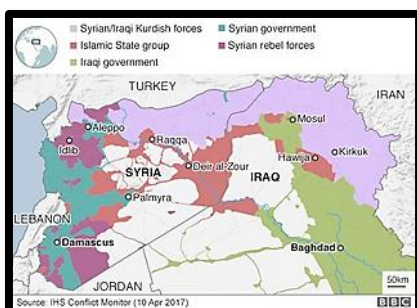 Syrian/Iraqi Kurdish forces
Syrian government
Islamic State group
Syrian rebel forces
Iraqi government
TURKEY
IRAN
Aleppo
Mosul
Idlib
Raqqa
Hawija
Kirkuk
Deir al-Zour
SYRIA
IRAQ
Palmyra
LEBANON
Damascus
Baghdad
JORDAN
50km
Source: IHS Conflict Monitor (10 Apr 2017)
BBC